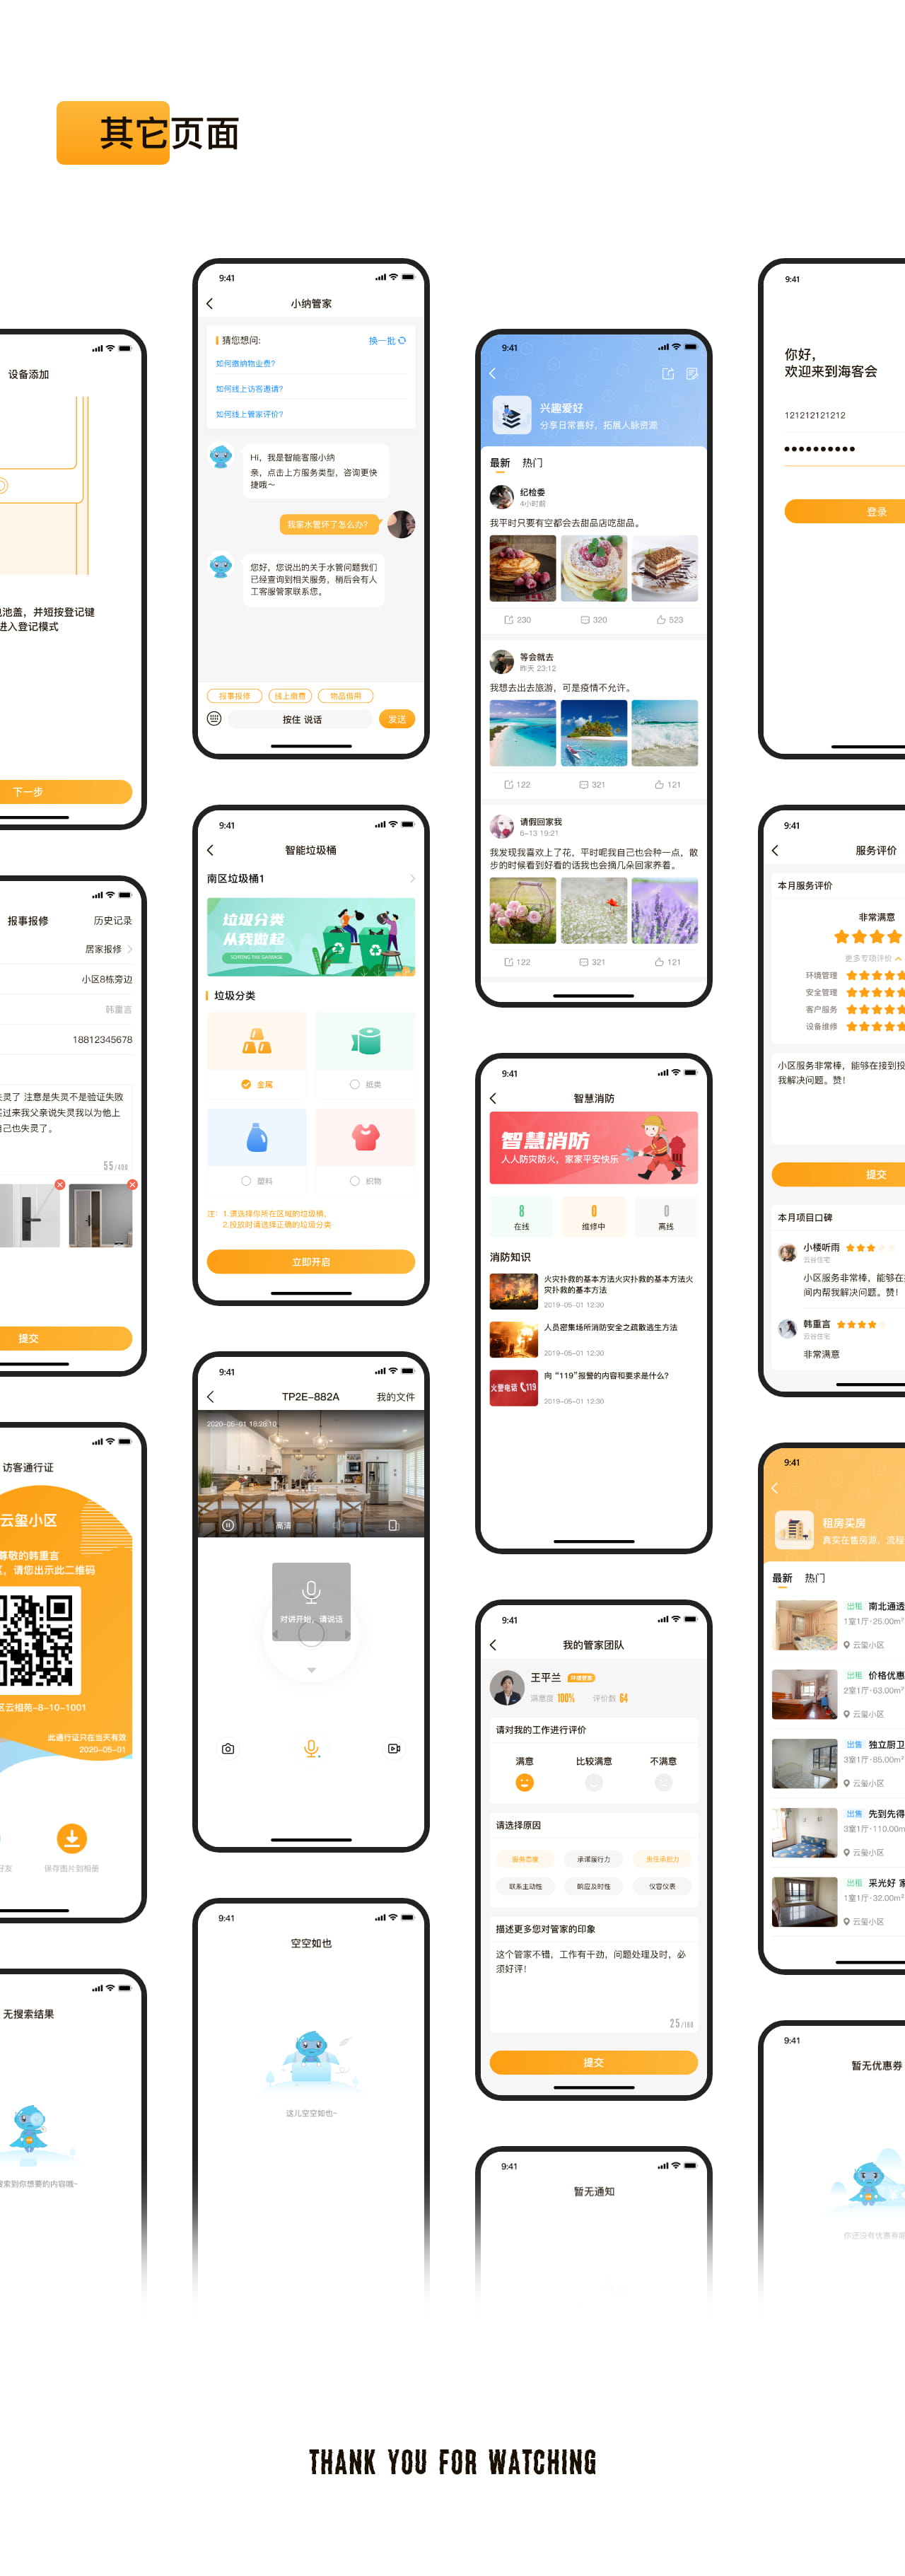 其它页面
设备添加
池盖，并短按登记键
进入登记模式
下一步
报事报修
历史记录
居家报修
小区8栋旁边
韩重言
18812345678
灵了 注意是失灵不是验证失败
过来我父亲说失灵我以为他上
自己也失灵了。
55/400
提交
访客通行证
云玺小区
尊敬的韩重言
请您出示此二维码
区云相苑-8-10-1001
此通行证只在当天有效
2020-05-01
好友
保存图片到相册
无搜索结果
索到你想要的内容哦~
9:41
小纳管家
猜您想问:
换一批
如何缴纳物业费?
如何线上访客邀请?
如何线上管家评价?
Hi，我是智能客服小纳
亲，点击上方服务类型，咨询更快
捷哦~
我家水管坏了怎么办?
您好，您说出的关于水管问题我们
已经查询到相关服务，稍后会有人
工客服管家联系您。
报事报修
线上缴费
物品借用
按住 说话
发送
9:41
智能垃圾桶
南区垃圾桶1
垃圾分类
从我做起
SORTING THE GARBAGE
垃圾分类
金属
纸类
塑料
织物
注: 1.请选择你所在区域的垃圾桶,
2.投放时请选择正确的垃圾分类
立即开启
9:41
TP2E-882A
我的文件
2020-05-01 18:28:10
高清
对讲开始，请说话
9:41
空空如也
这儿空空如也~
9:41
兴趣爱好
分享日常喜好，拓展人脉资源
最新
热门
纪检委
4小时前
我平时只要有空都会去甜品店吃甜品。
230
320
523
等会就去
昨天 23:12
我想去出去旅游，可是疫情不允许。
122
321
121
请假回家我
6-13 19:21
我发现我喜欢上了花，平时呢我自己也会种一点，散
步的时候看到好看的话我也会摘几朵回家养着。
122
321
121
9:41
智慧消防
智慧消防
人人防灾防火，家家平安快乐
8
在线
0
维修中
0
离线
消防知识
火灾扑救的基本方法火灾扑救的基本方法火
灾扑救的基本方法
2019-05-01 12:30
人员密集场所消防安全之疏散逃生方法
2019-05-01 12:30
火警电话 119
向 “119”报警的内容和要求是什么?
2019-05-01 12:30
9:41
我的管家团队
王平兰
满意度 100%
评价数 64
请对我的工作进行评价
满意
比较满意
不满意
请选择原因
服务态度
承诺履行力
责任承担力
联系主动性
响应及时性
仪容仪表
描述更多您对管家的印象
这个管家不错，工作有干劲，问题处理及时，必
须好评!
25/100
提交
9:41
暂无通知
9:41
你好,
欢迎来到海客会
121212121212
登录
9:41
服务评价
本月服务评价
非常满意
更多专项评价
环境管理
安全管理
客户服务
设备维修
小区服务非常棒，能够在接到投
我解决问题。赞!
提交
本月项目口碑
小楼听雨
云谷住宅
小区服务非常棒，能够在
间内帮我解决问题。赞!
韩重言
云谷住宅
非常满意
9:41
租房买房
真实在售房源，流程
最新
热门
出租 南北通透
1室1厅·25.00m²
云玺小区
出租 价格优惠
2室1厅·63.00m²
云玺小区
出售 独立厨卫
3室1厅·85.00m²
云玺小区
出售 先到先得
3室1厅·110.00m
云玺小区
出租 采光好 家
1室1厅·32.00m²
云玺小区
9:41
暂无优惠券
你还没有优惠券
THANK YOU FOR WATCHING